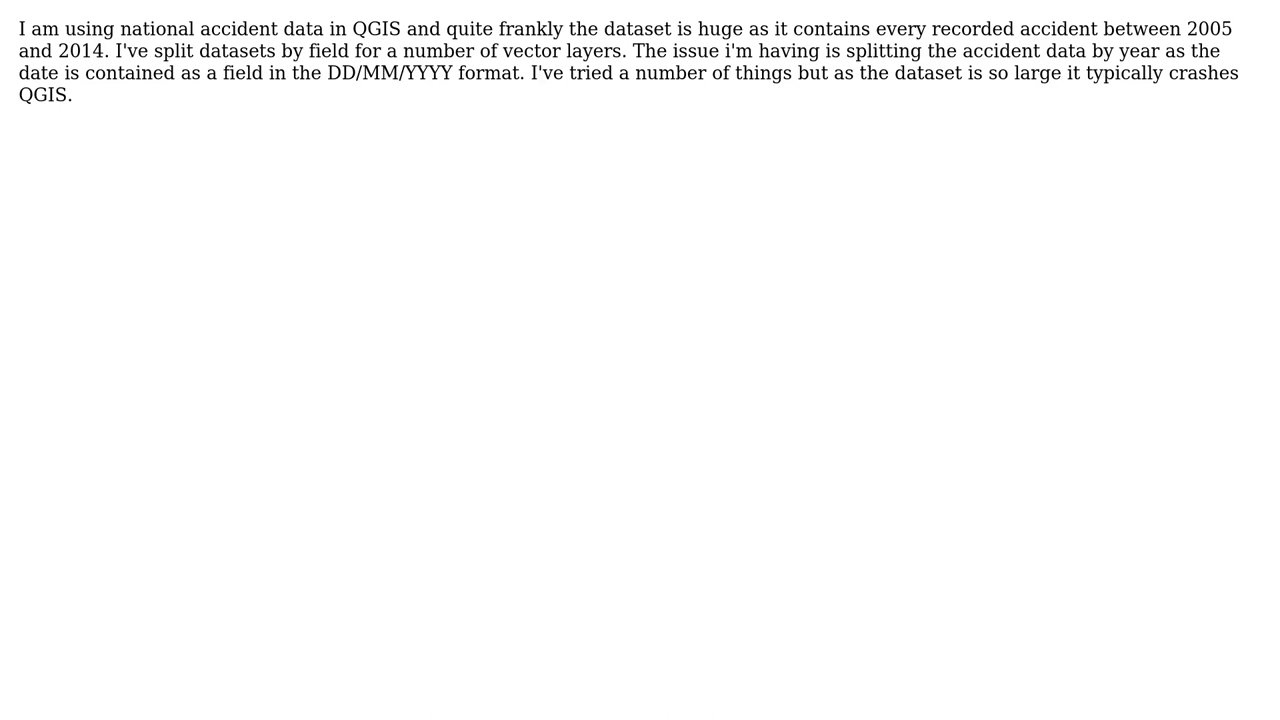 I am using national accident data in QGIS and quite frankly the dataset is huge as it contains every recorded accident between 2005
and 2014. I've split datasets by field for a number of vector layers. The issue i'm having is splitting the accident data by year as the
date is contained as a field in the DD/MM/YYYY format. I've tried a number of things but as the dataset is so large it typically crashes
QGIS.